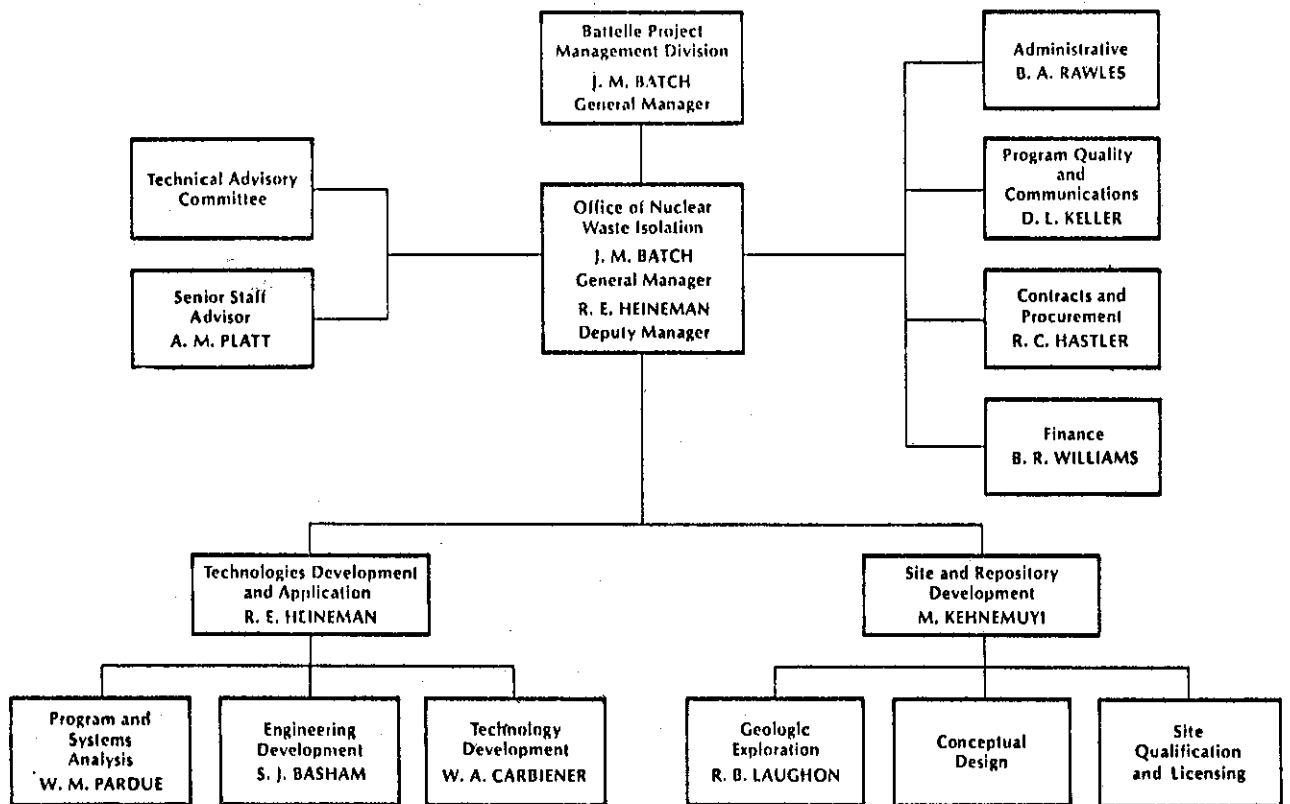 Battelle Project
Management Division
J. M. BATCH
General Manager
Administrative
B. A. RAWLES
Technical Advisory
Committee
Office of Nuclear
Waste Isolation
J. M. BATCH
General Manager
R. E. HEINEMAN
Deputy Manager
Program Quality
and
Communications
D. L. KELLER
Senior Staff
Advisor
A. M. PLATT
Contracts and
Procurement
R. C. HASTLER
Finance
B. R. WILLIAMS
Technologies Development
and Application
R. E. HEINEMAN
Site and Repository
Development
M. KEHNEMUYI
Program and
Systems
Analysis
W. M. PARDUE
Engineering
Development
S. J. BASHAM
Technology
Development
W. A. CARBIENER
Geologic
Exploration
R. B. LAUGHON
Conceptual
Design
Site
Qualification
and Licensing